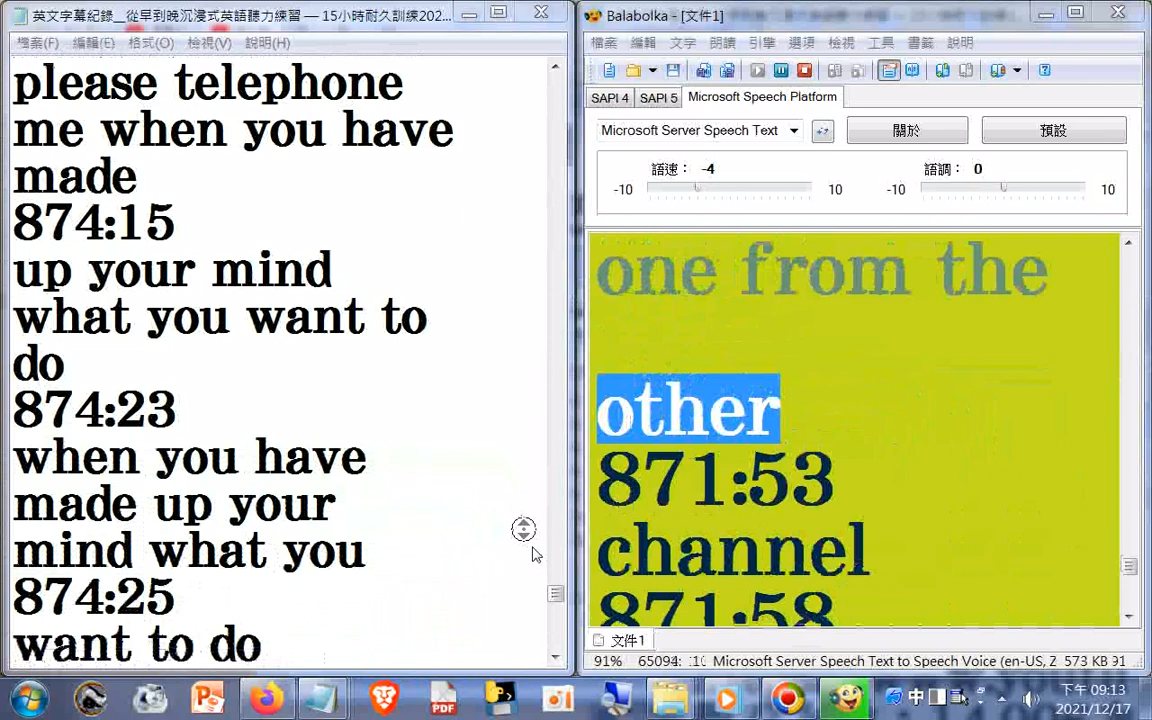 英文字幕紀錄__從早到晚沉浸式英語聽力練習 — 15小時耐久訓練202...
檔案(F) 編輯(E) 格式(O) 檢視(V) 說明(H)
please telephone
me when you have
made
874:15
up your mind
what you want to
do
874:23
when you have
made up your
mind what you
874:25
want to do
Balabolka - [文件1]
檔案 編輯 文字 朗讀 引擎 選項 檢視 工具 書籤 說明
SAPI 4 SAPI 5 Microsoft Speech Platform
Microsoft Server Speech Text 關於 預設
語速: -4 語調: 0
-10 10 -10 10
one from the
other
871:53
channel
871:58
文件1
91% 65094: Microsoft Server Speech Text to Speech Voice (en-US, Z 573 KB
PDF
中
下午 09:13
2021/12/17